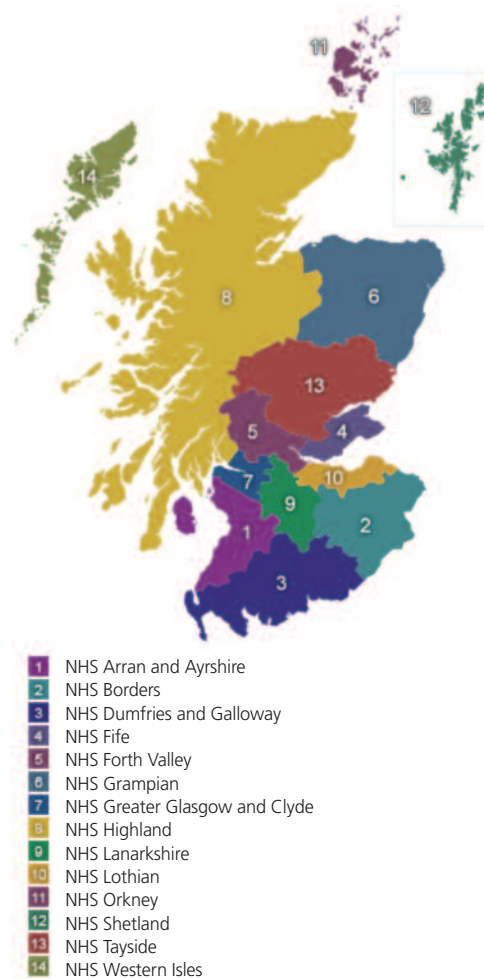 11
12
14
8
6
13
5
4
7
10
9
1
2
3
1 NHS Arran and Ayrshire
2 NHS Borders
3 NHS Dumfries and Galloway
4 NHS Fife
5 NHS Forth Valley
6 NHS Grampian
7 NHS Greater Glasgow and Clyde
8 NHS Highland
9 NHS Lanarkshire
10 NHS Lothian
11 NHS Orkney
12 NHS Shetland
13 NHS Tayside
14 NHS Western Isles